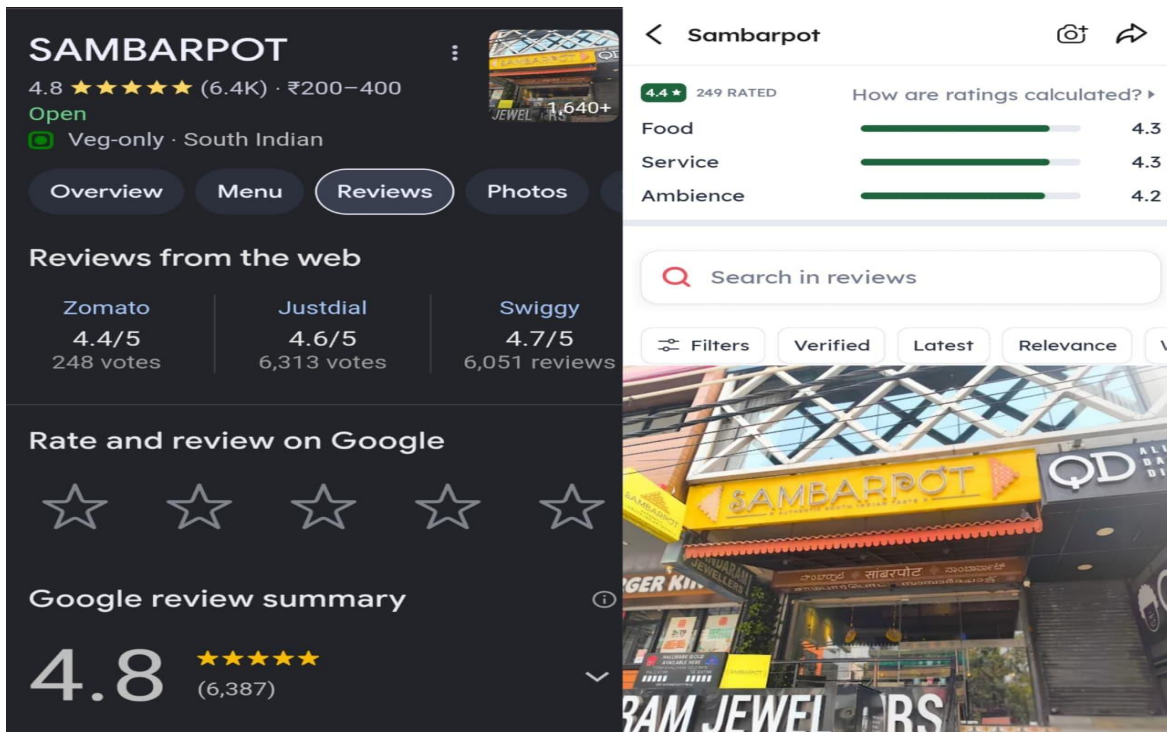 SAMBARPOT
4.8 ★★★★★ (6.4K) · ₹200–400
Open
Veg-only · South Indian
1,640+
Overview
Menu
Reviews
Photos
Reviews from the web
Zomato
Justdial
Swiggy
4.4/5
4.6/5
4.7/5
248 votes
6,313 votes
6,051 reviews
Rate and review on Google
Google review summary
4.8
(6,387)
Sambarpot
4.4★ 249 RATED
How are ratings calculated?
Food 4.3
Service 4.3
Ambience 4.2
Search in reviews
Filters
Verified
Latest
Relevance
SAMBARPOT
QD
SAMBARPOT
सांबरपोट
JEWELLERS